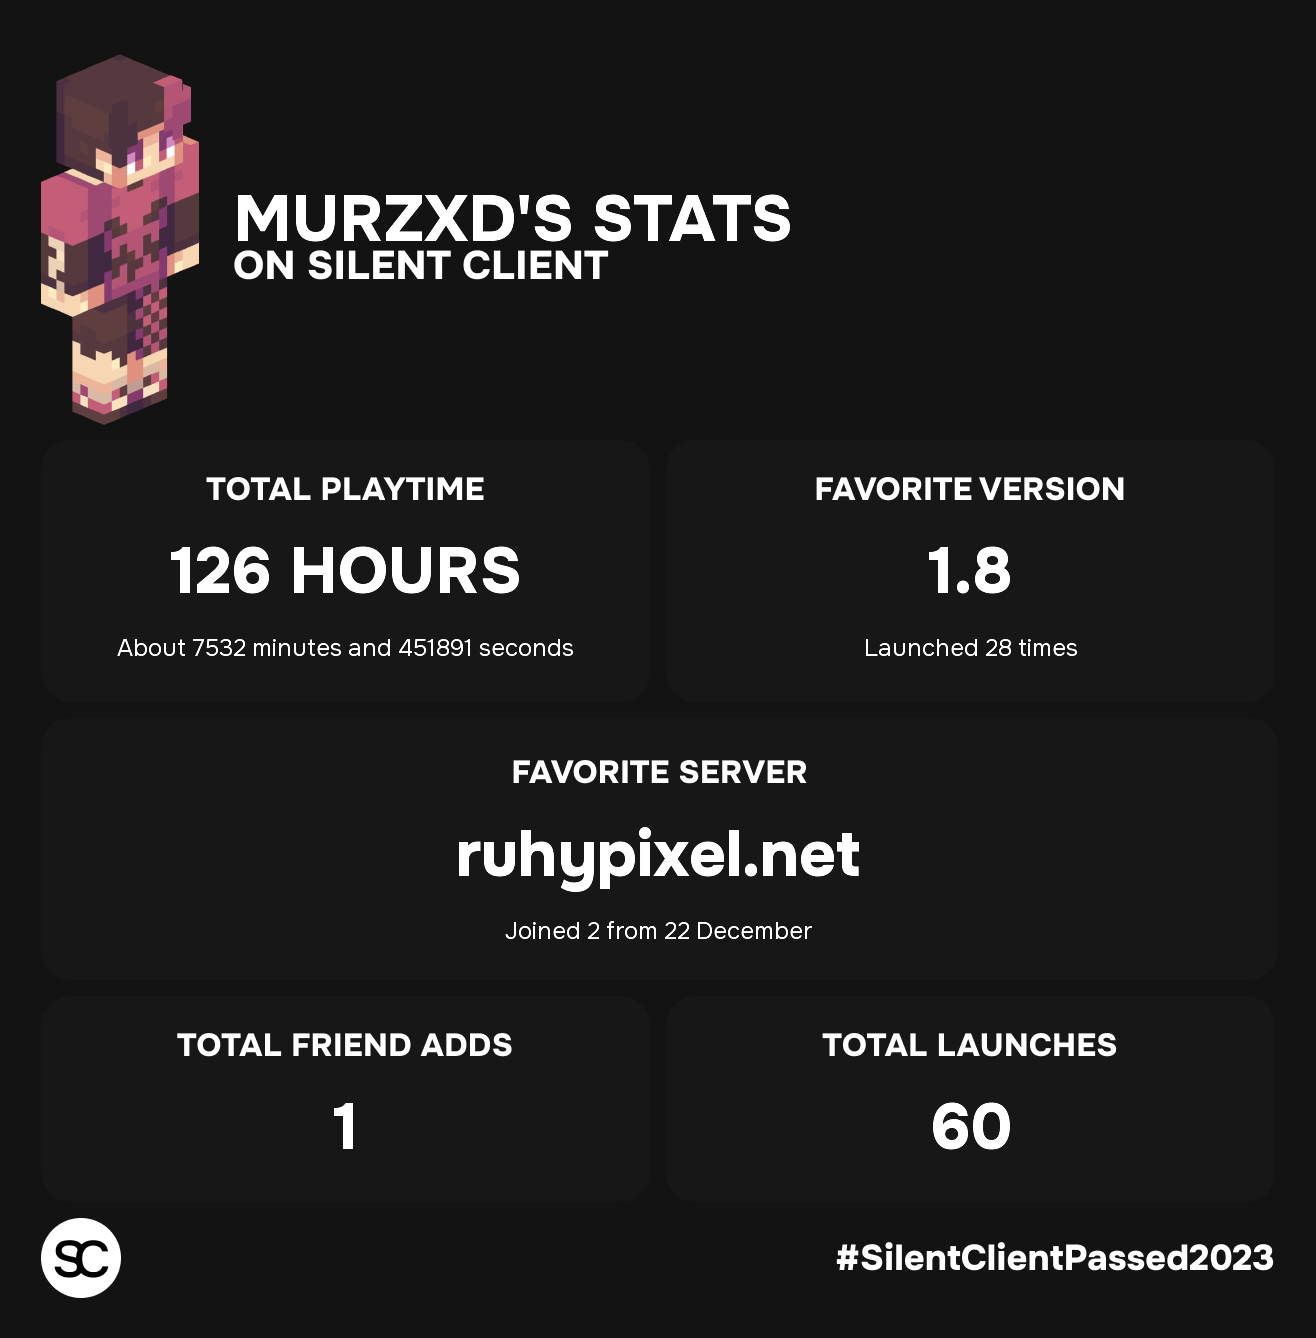 MURZXD'S STATS
ON SILENT CLIENT
TOTAL PLAYTIME
126 HOURS
About 7532 minutes and 451891 seconds
FAVORITE VERSION
1.8
Launched 28 times
FAVORITE SERVER
ruhypixel.net
Joined 2 from 22 December
TOTAL FRIEND ADDS
1
TOTAL LAUNCHES
60
SC
#SilentClientPassed2023